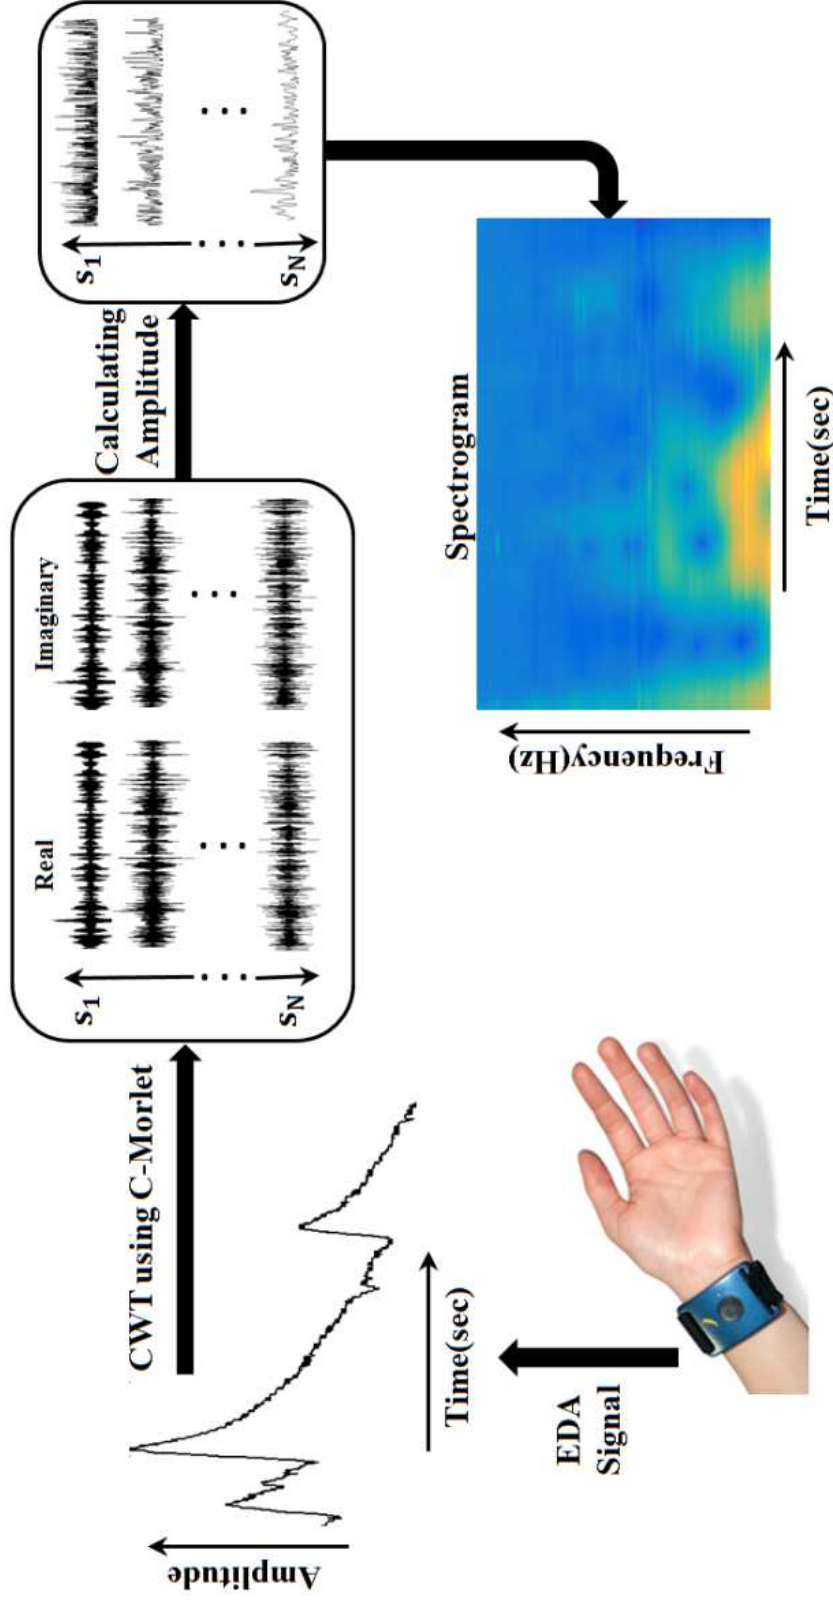 Amplitude
Time(sec)
EDA
Signal
CWT using C-Morlet
Real
Imaginary
s1
...
sN
...
...
Calculating
Amplitude
s1
...
sN
...
Spectrogram
Frequency(Hz)
Time(sec)